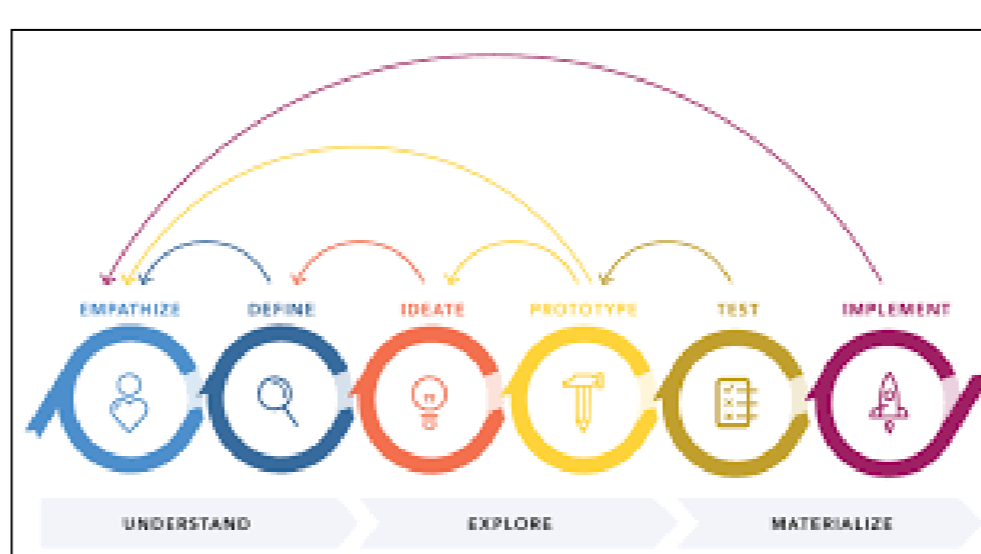 EMPATHIZE DEFINE IDEATE PROTOTYPE TEST IMPLEMENT
UNDERSTAND EXPLORE MATERIALIZE